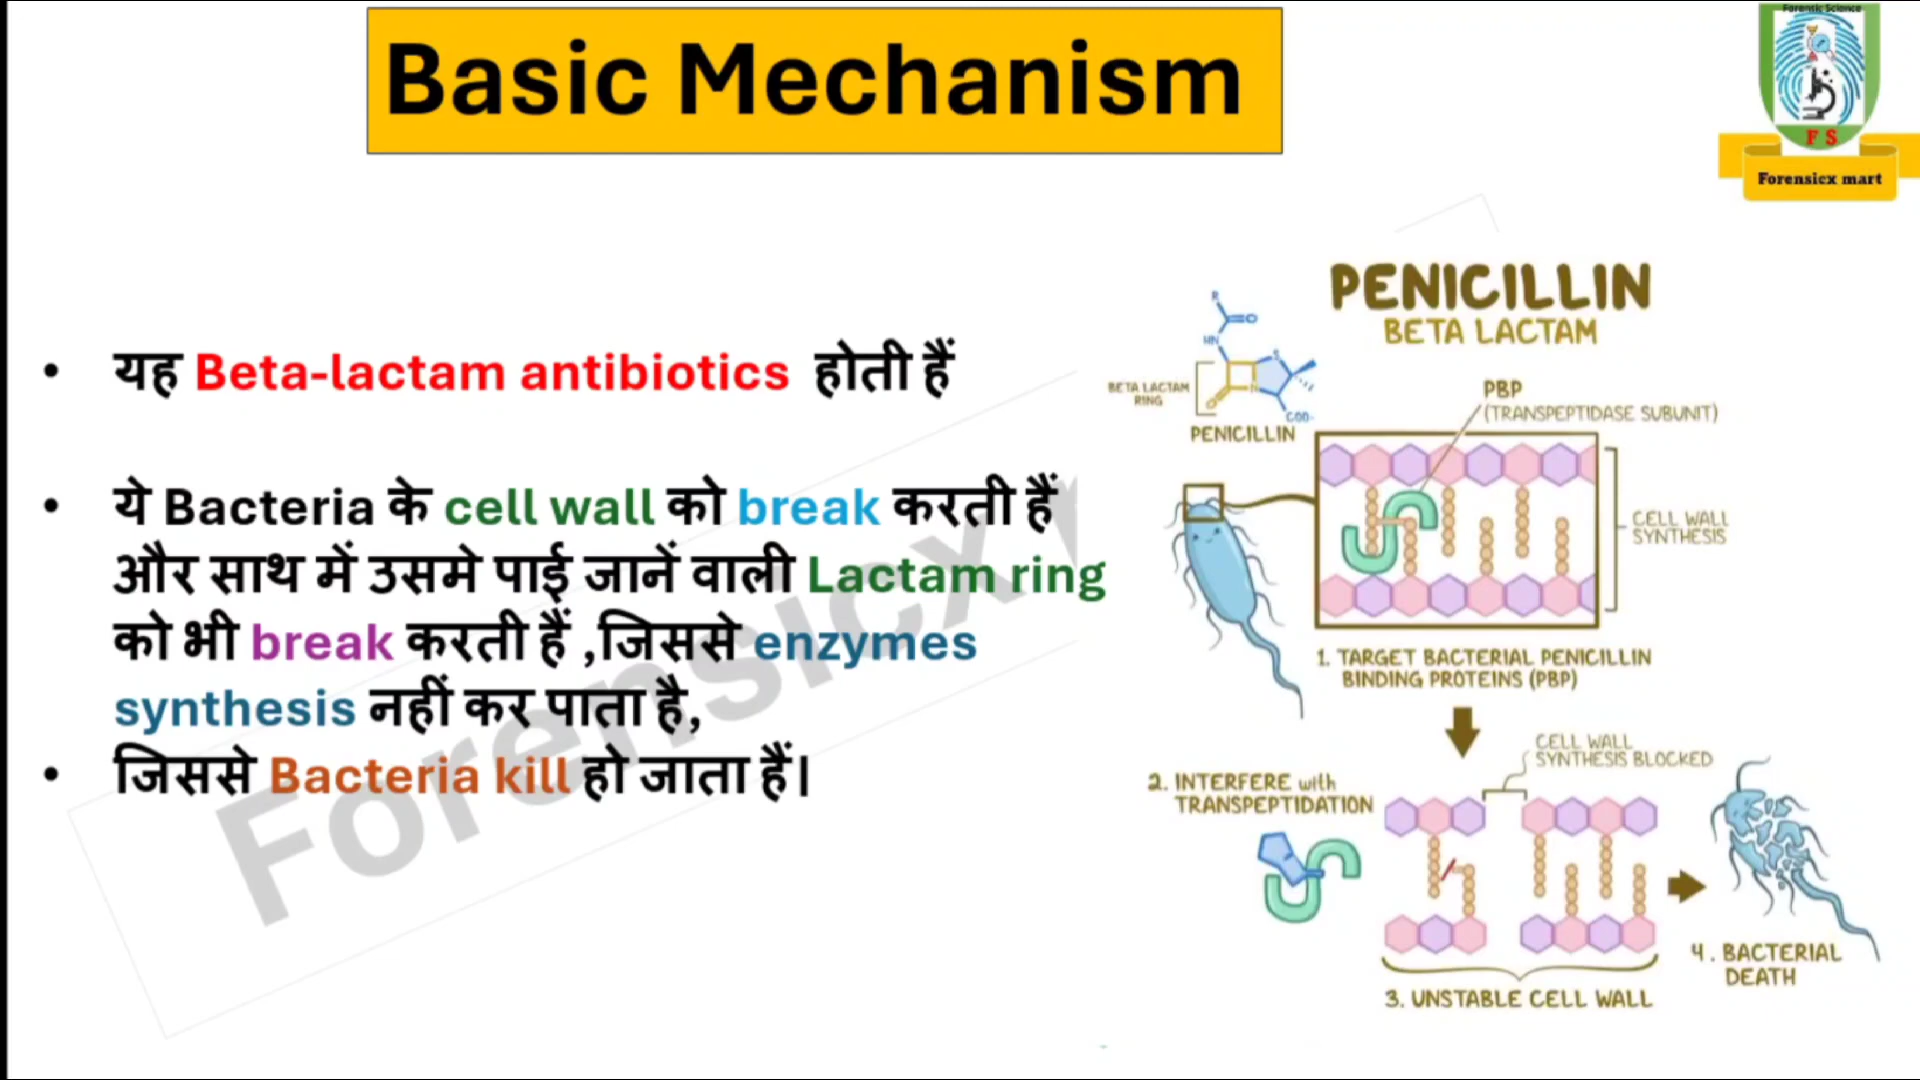 Basic Mechanism
Forensic Science
F S
Forensicx mart
• यह Beta-lactam antibiotics होती हैं
• ये Bacteria के cell wall को break करती हैं
और साथ में उसमे पाई जानें वाली Lactam ring
को भी break करती हैं ,जिससे enzymes
synthesis नहीं कर पाता है,
• जिससे Bacteria kill हो जाता हैं।
Forensicx
PENICILLIN
BETA LACTAM
R
O
HN
S
N
O
COO-
BETA LACTAM
RING
PENICILLIN
PBP
(TRANSPEPTIDASE SUBUNIT)
CELL WALL
SYNTHESIS
1. TARGET BACTERIAL PENICILLIN
BINDING PROTEINS (PBP)
CELL WALL
SYNTHESIS BLOCKED
2. INTERFERE with
TRANSPEPTIDATION
3. UNSTABLE CELL WALL
4. BACTERIAL
DEATH